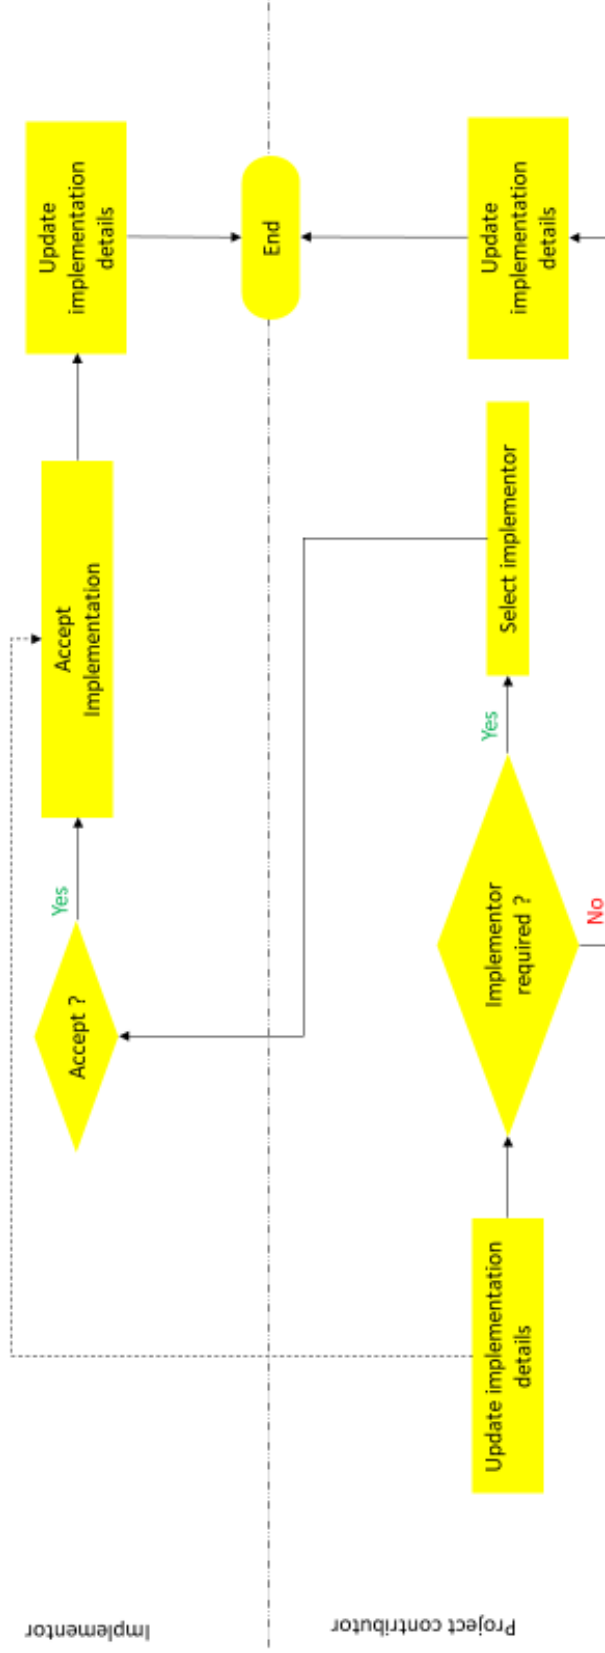 Implementor
Accept ?
Yes
Accept
Implementation
Update
implementation
details
End
Project contributor
Update implementation
details
Implementor
required ?
Yes
No
Select implementor
Update
implementation
details